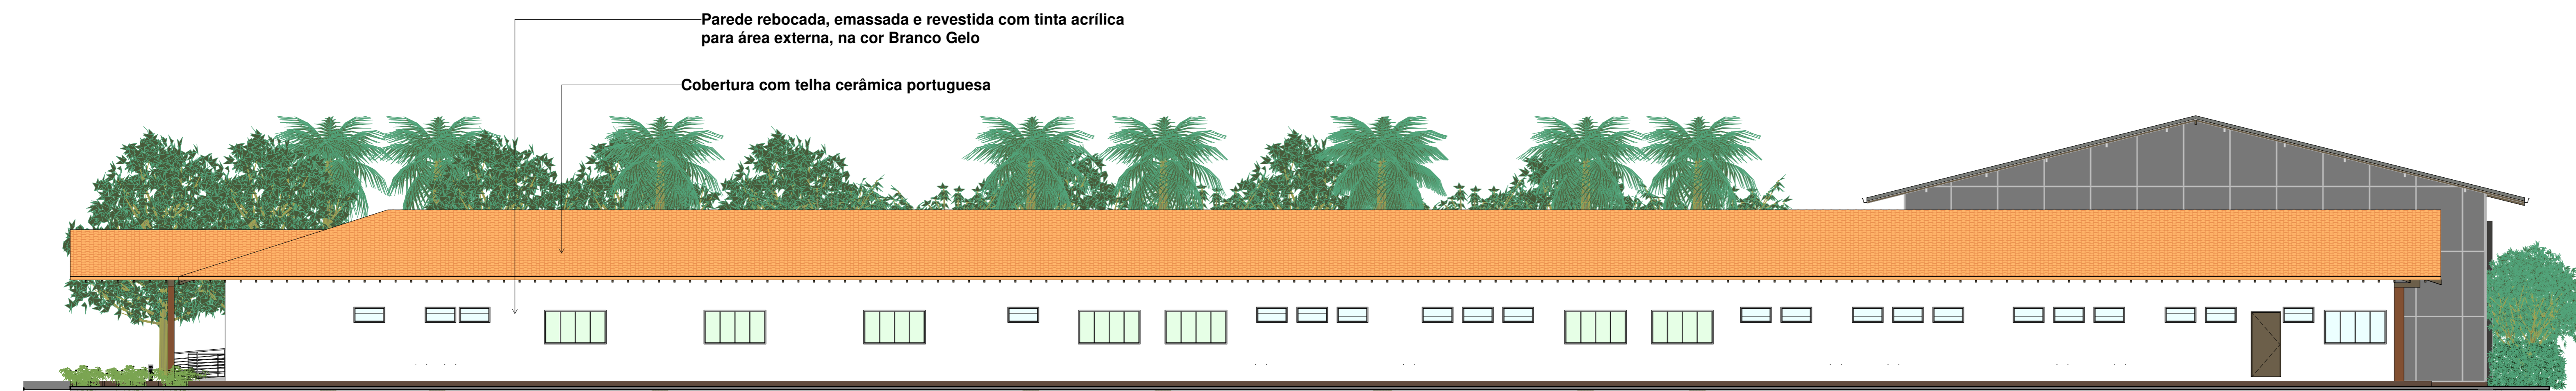 Parede rebocada, emassada e revestida com tinta acrílica
para área externa, na cor Branco Gelo
Cobertura com telha cerâmica portuguesa